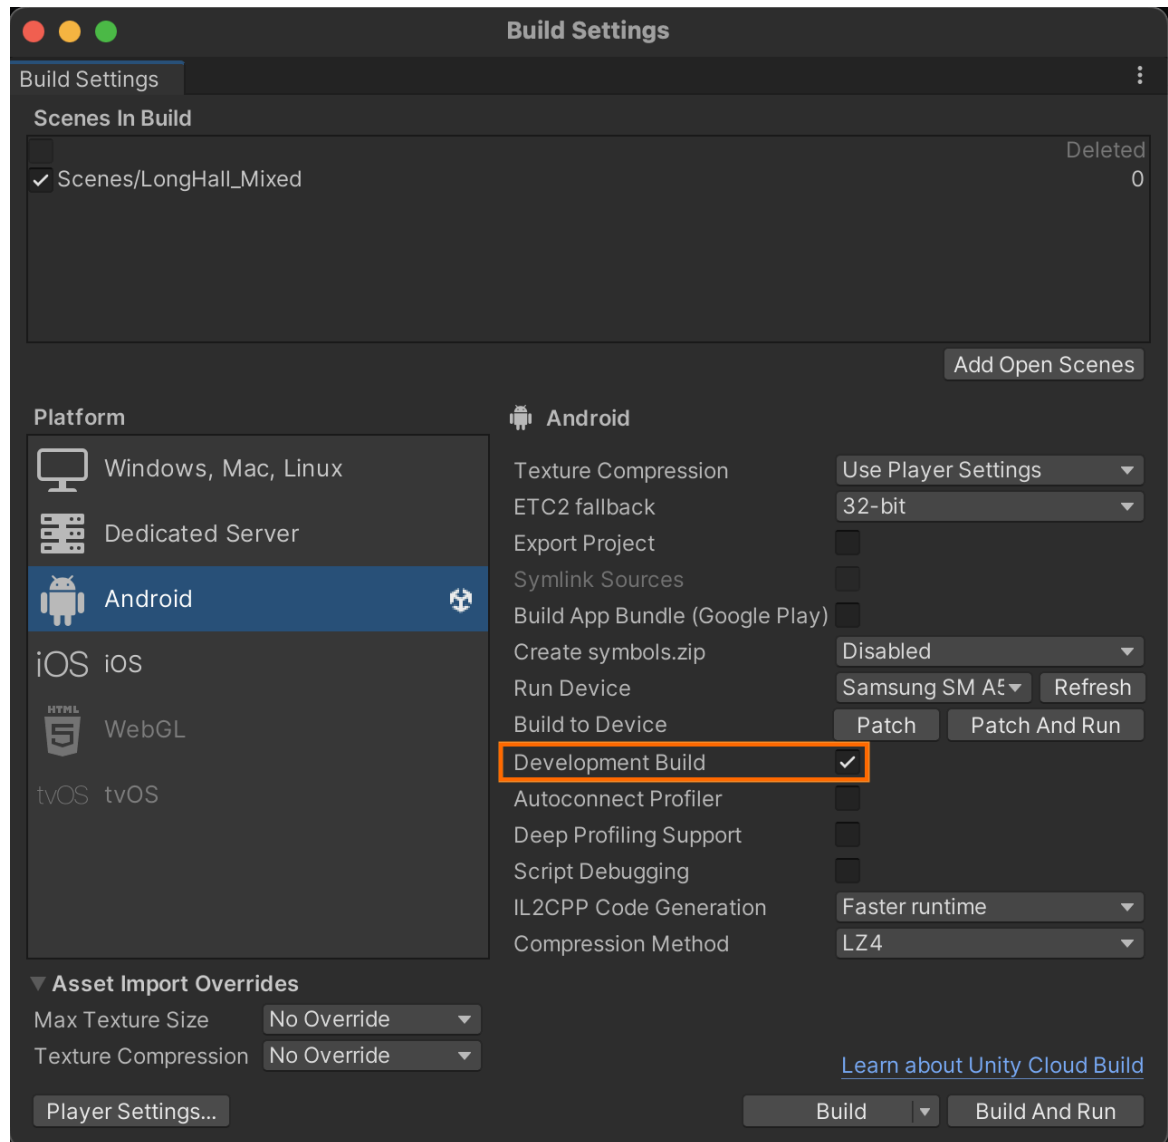 Build Settings
Build Settings
Scenes In Build
Deleted
Scenes/LongHall_Mixed 0
Add Open Scenes
Platform
Windows, Mac, Linux
Dedicated Server
Android
iOS iOS
HTML
5 WebGL
tvOS tvOS
Android
Texture Compression Use Player Settings
ETC2 fallback 32-bit
Export Project
Symlink Sources
Build App Bundle (Google Play)
Create symbols.zip Disabled
Run Device Samsung SM A5 Refresh
Build to Device Patch Patch And Run
Development Build
Autoconnect Profiler
Deep Profiling Support
Script Debugging
IL2CPP Code Generation Faster runtime
Compression Method LZ4
Asset Import Overrides
Max Texture Size No Override
Texture Compression No Override
Learn about Unity Cloud Build
Player Settings... Build Build And Run